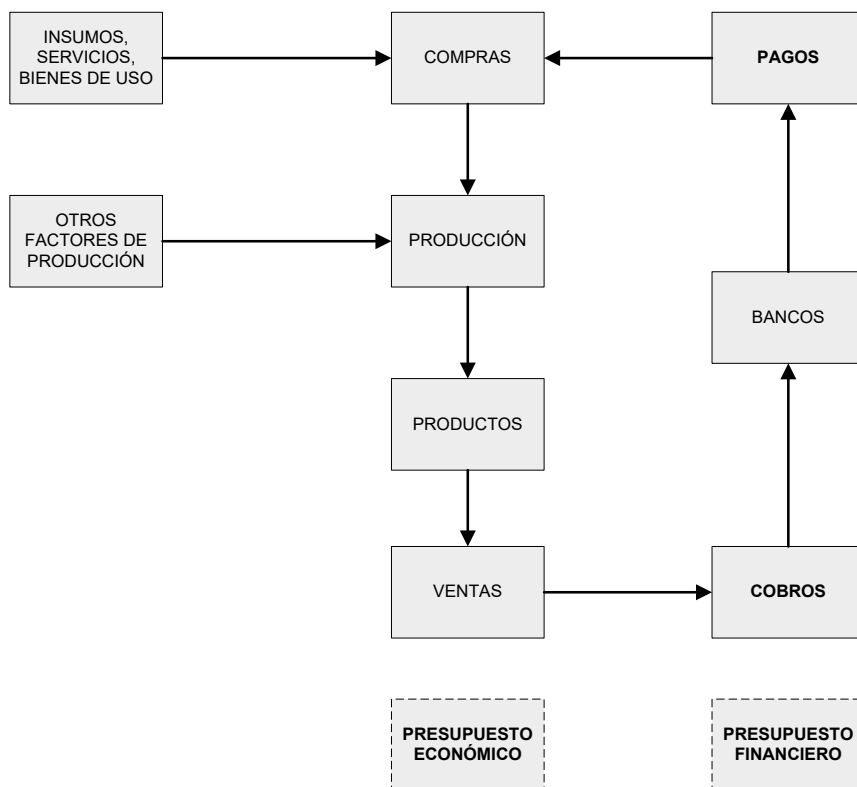 INSUMOS,
SERVICIOS,
BIENES DE USO
COMPRAS
PAGOS
OTROS
FACTORES DE
PRODUCCIÓN
PRODUCCIÓN
BANCOS
PRODUCTOS
VENTAS
COBROS
PRESUPUESTO
ECONÓMICO
PRESUPUESTO
FINANCIERO